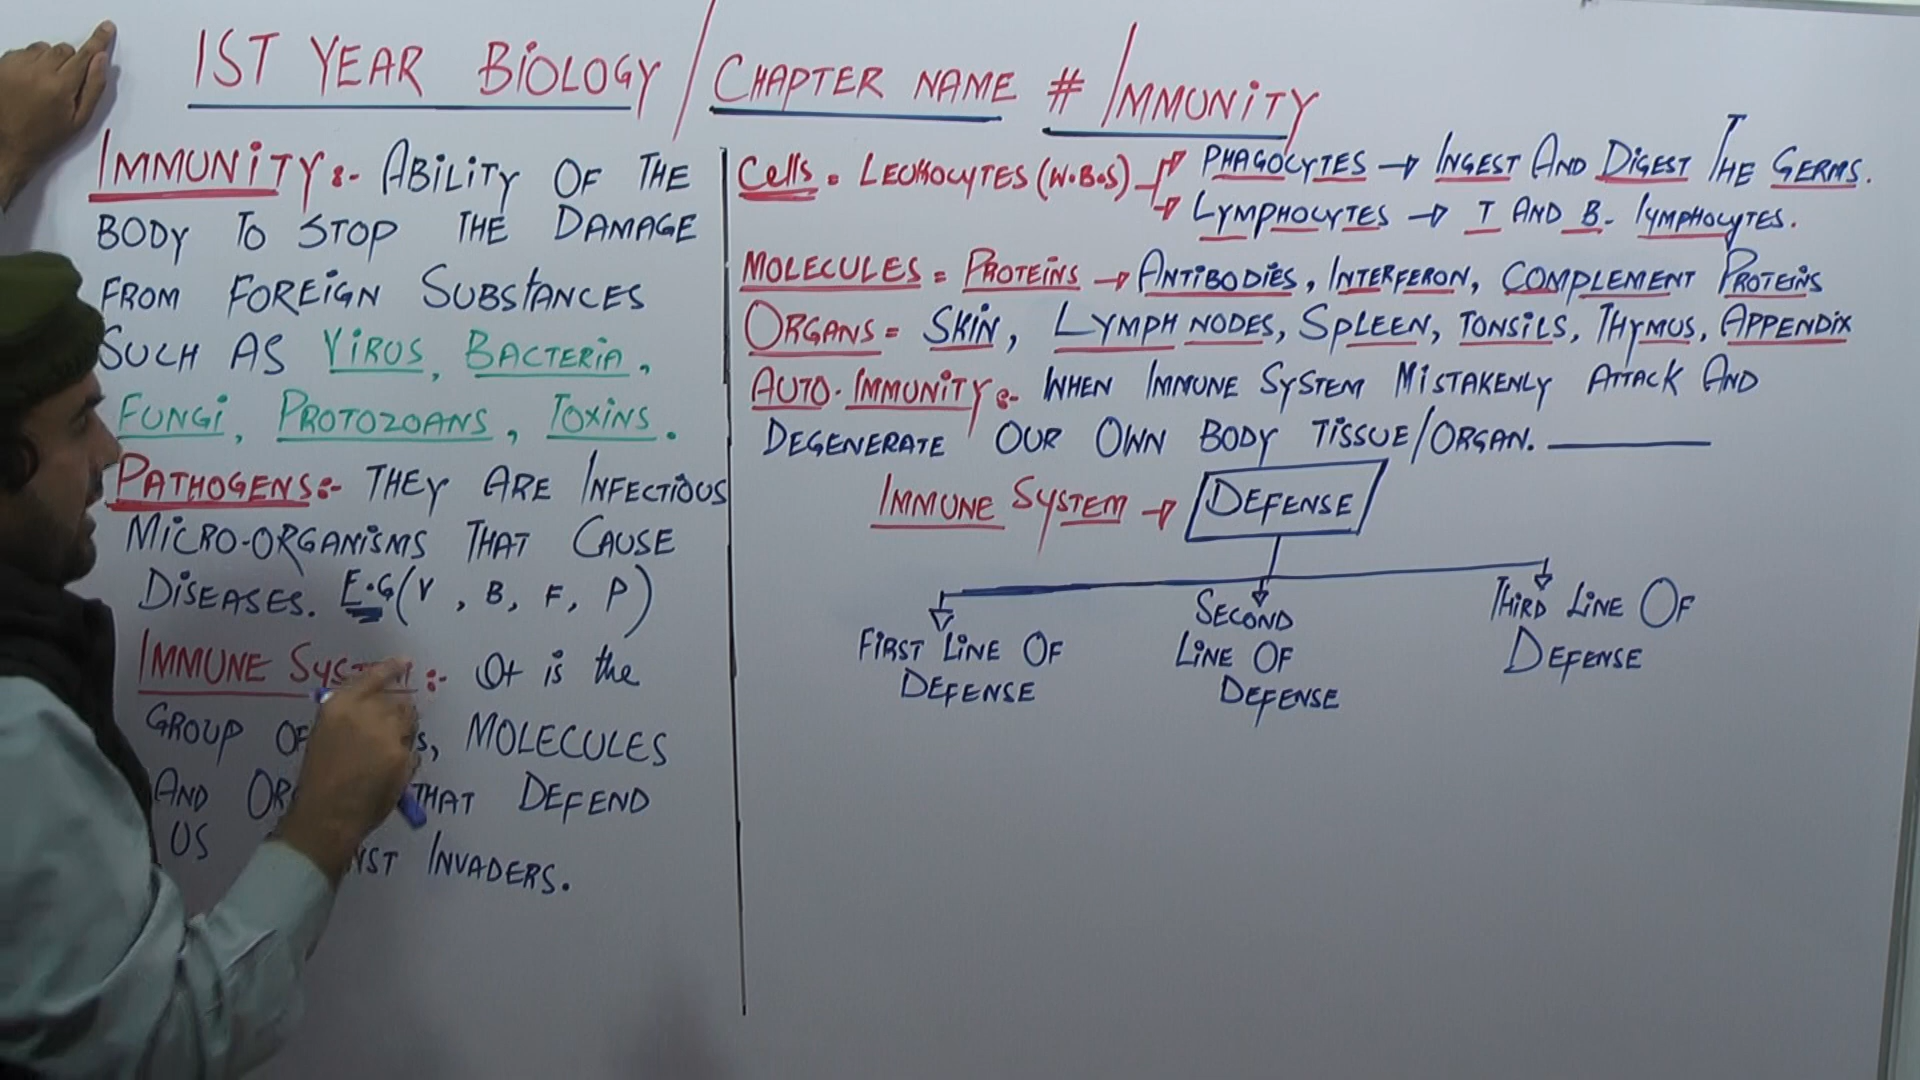 1ST YEAR BIOLOGY / CHAPTER NAME # IMMUNITY
IMMUNITY:- ABILITY OF THE
BODY TO STOP THE DAMAGE
FROM FOREIGN SUBSTANCES
SUCH AS VIRUS, BACTERIA,
FUNGI, PROTOZOANS, TOXINS.
PATHOGENS:- THEY ARE INFECTIOUS
MICRO-ORGANISMS THAT CAUSE
DISEASES. E.G (V, B, F, P)
IMMUNE SYSTEM:- It is the
GROUP OF MOLECULES
AND THAT DEFEND
US INVADERS.
Cells = LEUKOCYTES (W.B.S) → PHAGOCYTES → INGEST AND DIGEST THE GERMS.
→ LYMPHOCYTES → T AND B- LYMPHOCYTES.
MOLECULES = PROTEINS → ANTIBODIES, INTERFERON, COMPLEMENT PROTEINS
ORGANS = SKIN, LYMPH NODES, SPLEEN, TONSILS, THYMUS, APPENDIX
AUTO-IMMUNITY:- WHEN IMMUNE SYSTEM MISTAKENLY ATTACK AND
DEGENERATE OUR OWN BODY TISSUE/ORGAN.
IMMUNE SYSTEM → DEFENSE
FIRST LINE OF
DEFENSE
SECOND
LINE OF
DEFENSE
THIRD LINE OF
DEFENSE